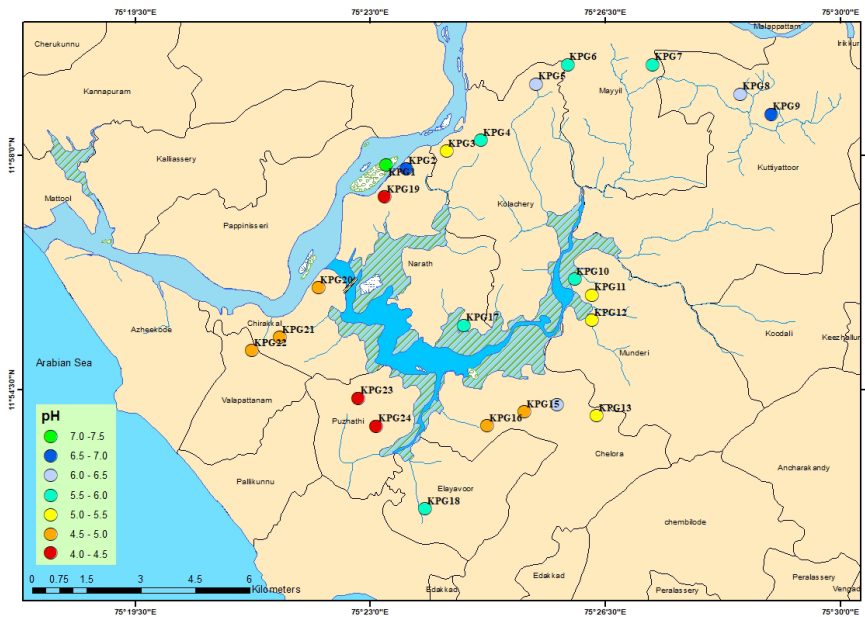 75°19'30"E
75°23'0"E
75°26'30"E
75°30'0"E
Malappattam
Cherukunnu
Irikkur
KPG6
KPG7
KPG5
Mayyil
KPG8
Kannapuram
KPG9
KPG4
KPG3
11°58'0"N
Kalliassery
KPG2
Kuttiyattoor
KPG1
KPG19
Mattool
Kolachery
Pappinisseri
Narath
KPG10
KPG20
KPG11
Chirakkal
KPG17
KPG12
Azheekode
KPG21
Koodali
Keezhallur
KPG22
Munderi
Arabian Sea
11°54'30"N
KPG23
Valapattanam
KPG15
KPG13
pH
Puzhathi
KPG24
KPG16
7.0 -7.5
6.5 - 7.0
Chelora
6.0 - 6.5
Ancharakandy
Pallikunnu
Elayavoor
5.5 - 6.0
KPG18
5.0 - 5.5
chembilode
4.5 - 5.0
4.0 - 4.5
Edakkad
Peralassery
0 0.75 1.5 3 4.5 6
Kilometers
Edakkad
Peralassery
Vengad
75°19'30"E
75°23'0"E
75°26'30"E
75°30'0"E